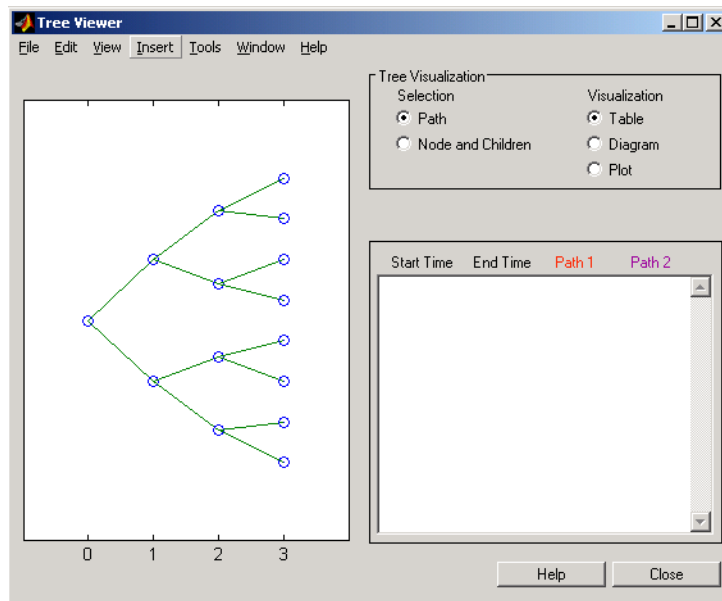 Tree Viewer
File Edit View Insert Tools Window Help
Tree Visualization
Selection Visualization
Path Table
Node and Children Diagram
Plot
Start Time End Time Path 1 Path 2
0 1 2 3
Help Close